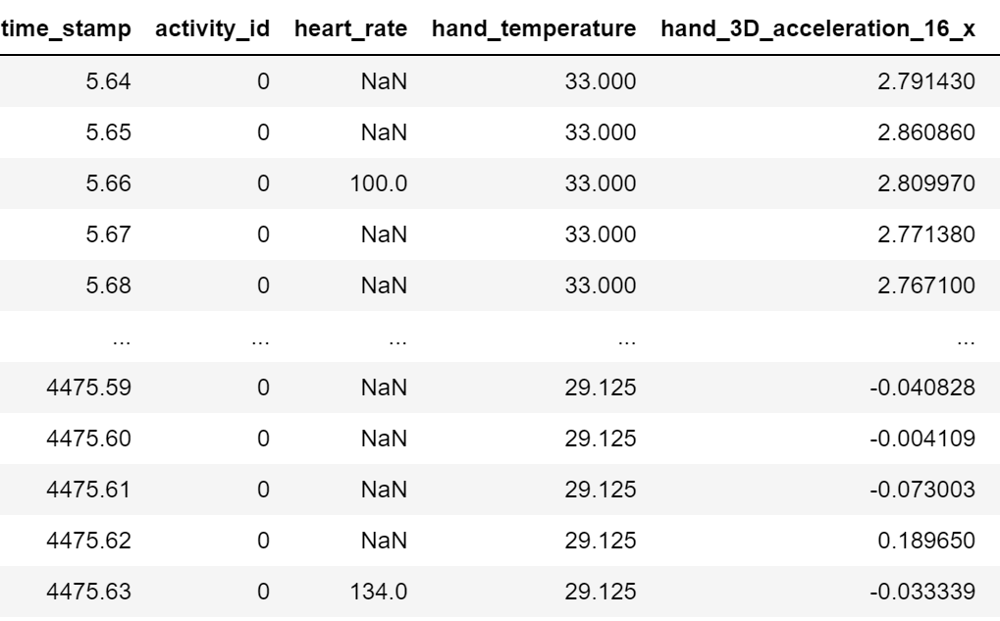 time_stamp activity_id heart_rate hand_temperature hand_3D_acceleration_16_x
5.64 0 NaN 33.000 2.791430
5.65 0 NaN 33.000 2.860860
5.66 0 100.0 33.000 2.809970
5.67 0 NaN 33.000 2.771380
5.68 0 NaN 33.000 2.767100
... ... ... ... ...
4475.59 0 NaN 29.125 -0.040828
4475.60 0 NaN 29.125 -0.004109
4475.61 0 NaN 29.125 -0.073003
4475.62 0 NaN 29.125 0.189650
4475.63 0 134.0 29.125 -0.033339